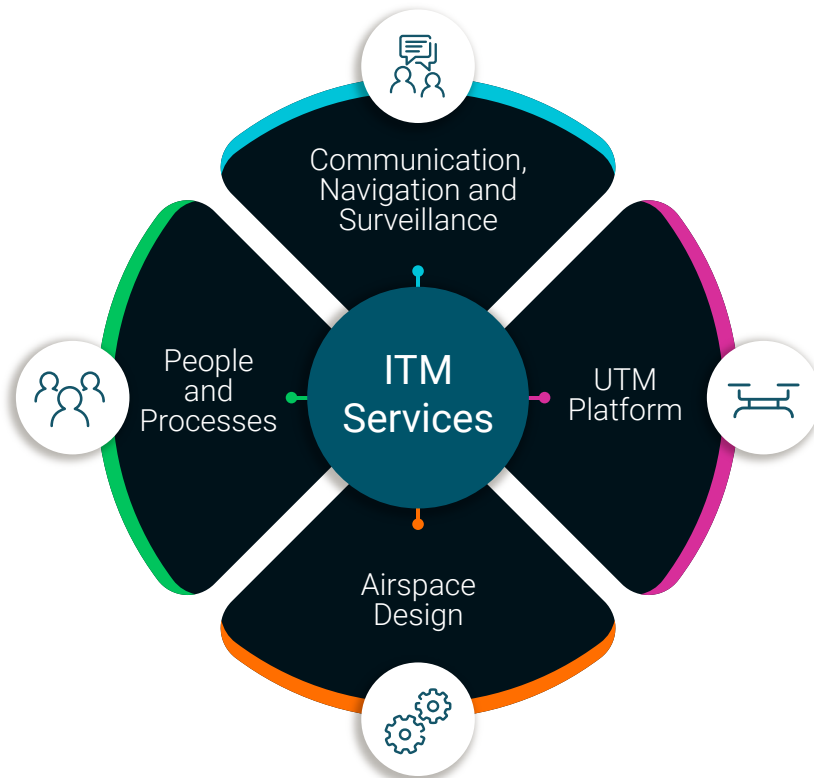 Communication,
Navigation and
Surveillance
People
and
Processes
ITM
Services
UTM
Platform
Airspace
Design